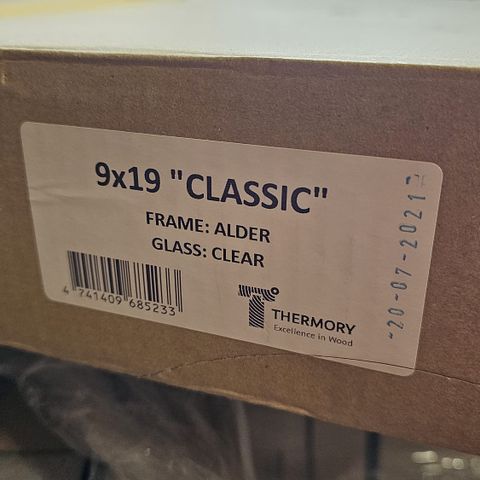 9x19 "CLASSIC"
FRAME: ALDER
GLASS: CLEAR
4 741409 685233
THERMORY
Excellence in Wood
-20-07-2021